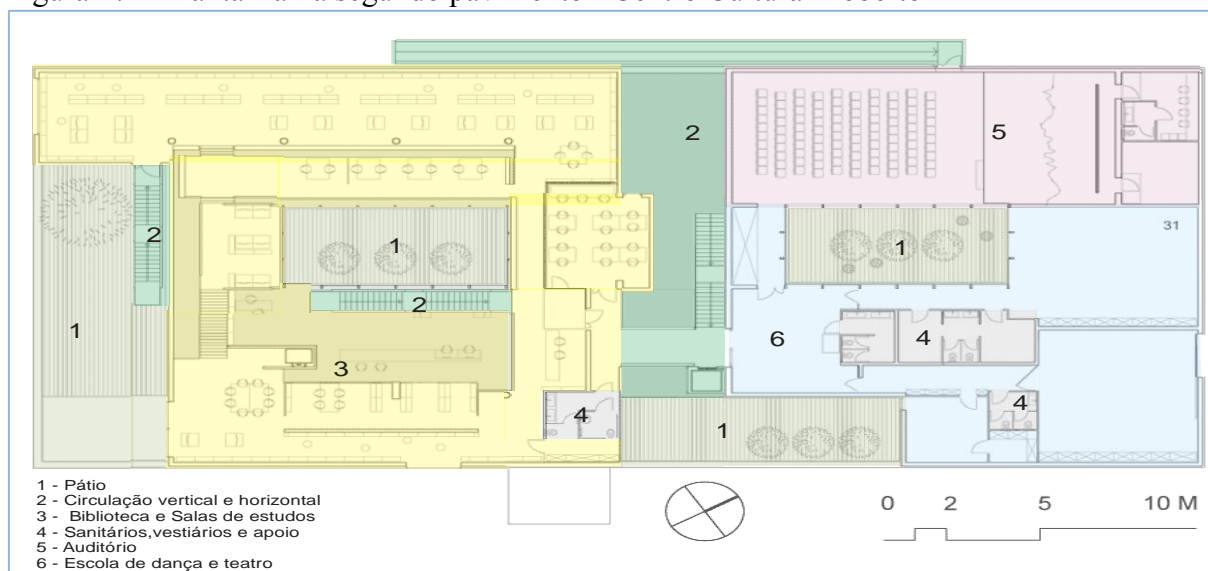 2
5
1
31
2
1
2
1
6
4
3
4
4
1
1 - Pátio
2 - Circulação vertical e horizontal
3 - Biblioteca e Salas de estudos
4 - Sanitários,vestiários e apoio
5 - Auditório
6 - Escola de dança e teatro
0 2 5 10 M